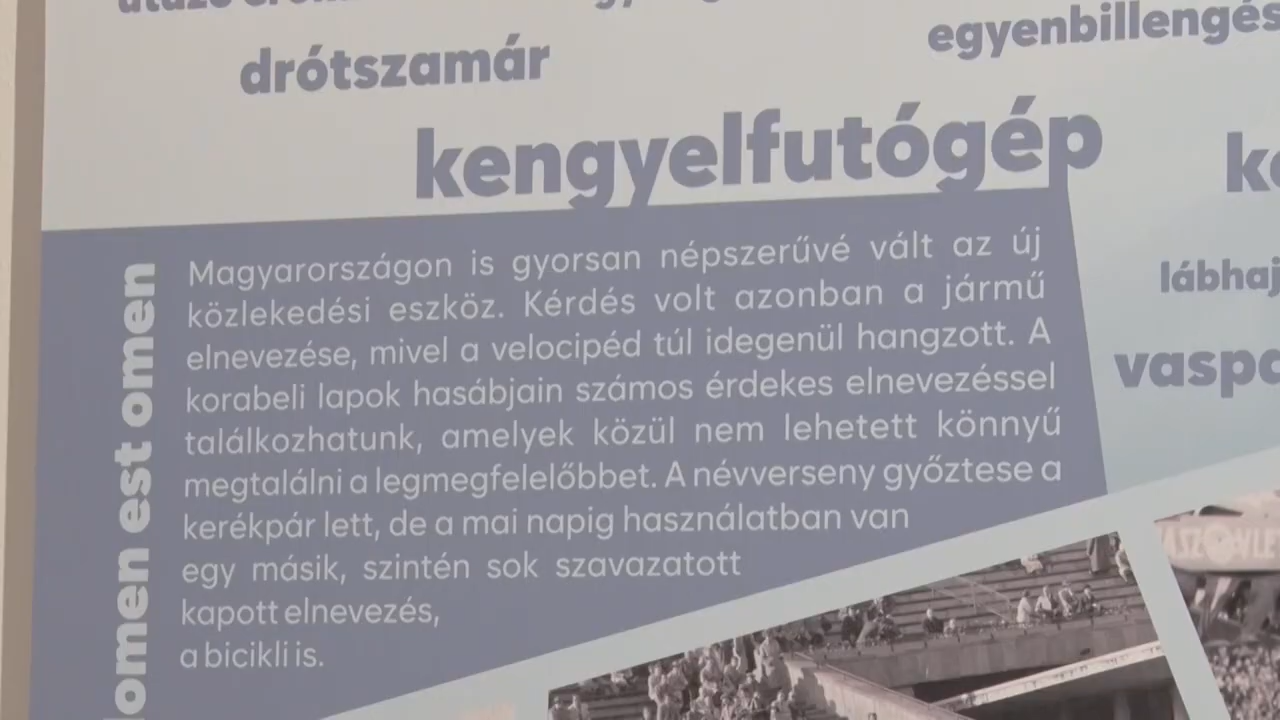 drótszamár
egyenbillengés
kengyelfutógép
omen est omen
Magyarországon is gyorsan népszerűvé vált az új
közlekedési eszköz. Kérdés volt azonban a jármű
elnevezése, mivel a velocipéd túl idegenül hangzott. A
korabeli lapok hasábjain számos érdekes elnevezéssel
találkozhatunk, amelyek közül nem lehetett könnyű
megtalálni a legmegfelelőbbet. A névverseny győztese a
kerékpár lett, de a mai napig használatban van
egy másik, szintén sok szavazatott
kapott elnevezés,
a bicikli is.
lábhaj
vaspa